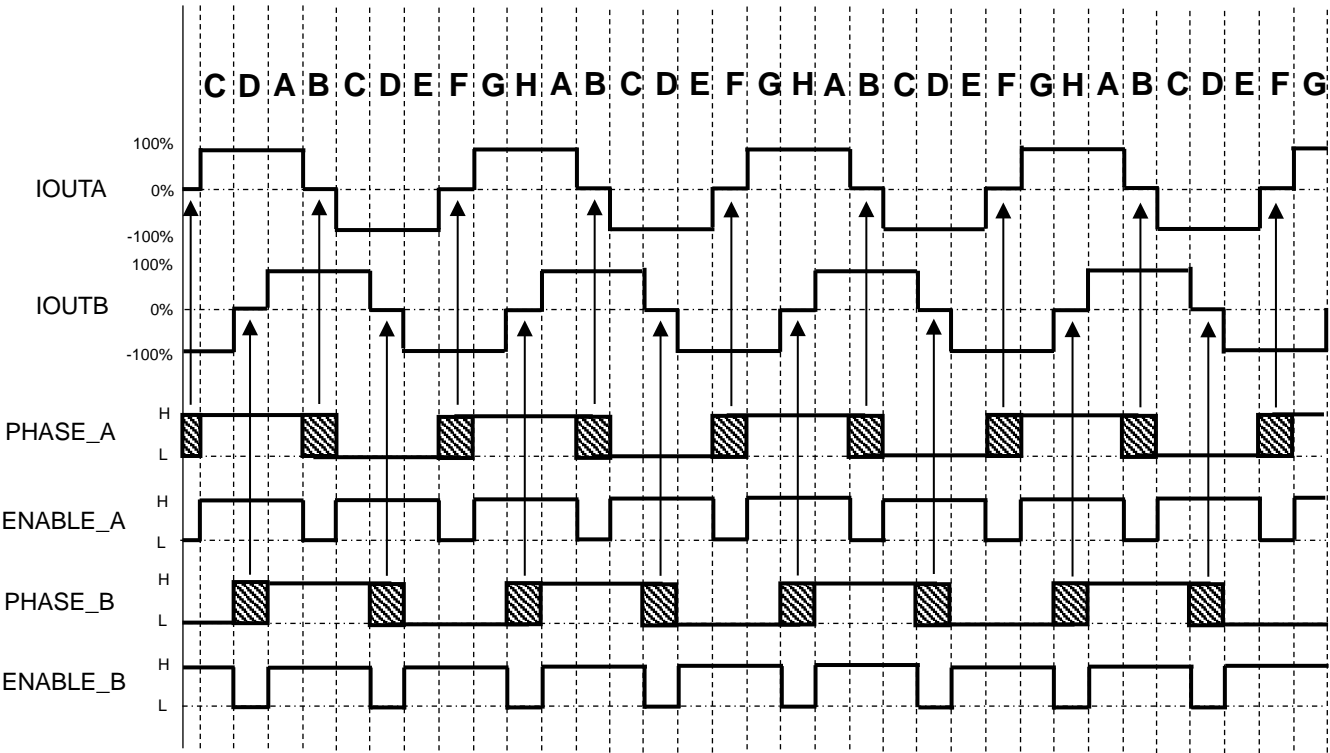 C D A B C D E F G H A B C D E F G H A B C D E F G H A B C D E F G
100%
IOUTA
0%
-100%
100%
IOUTB
0%
-100%
H
PHASE_A
L
H
ENABLE_A
L
H
PHASE_B
L
H
ENABLE_B
L